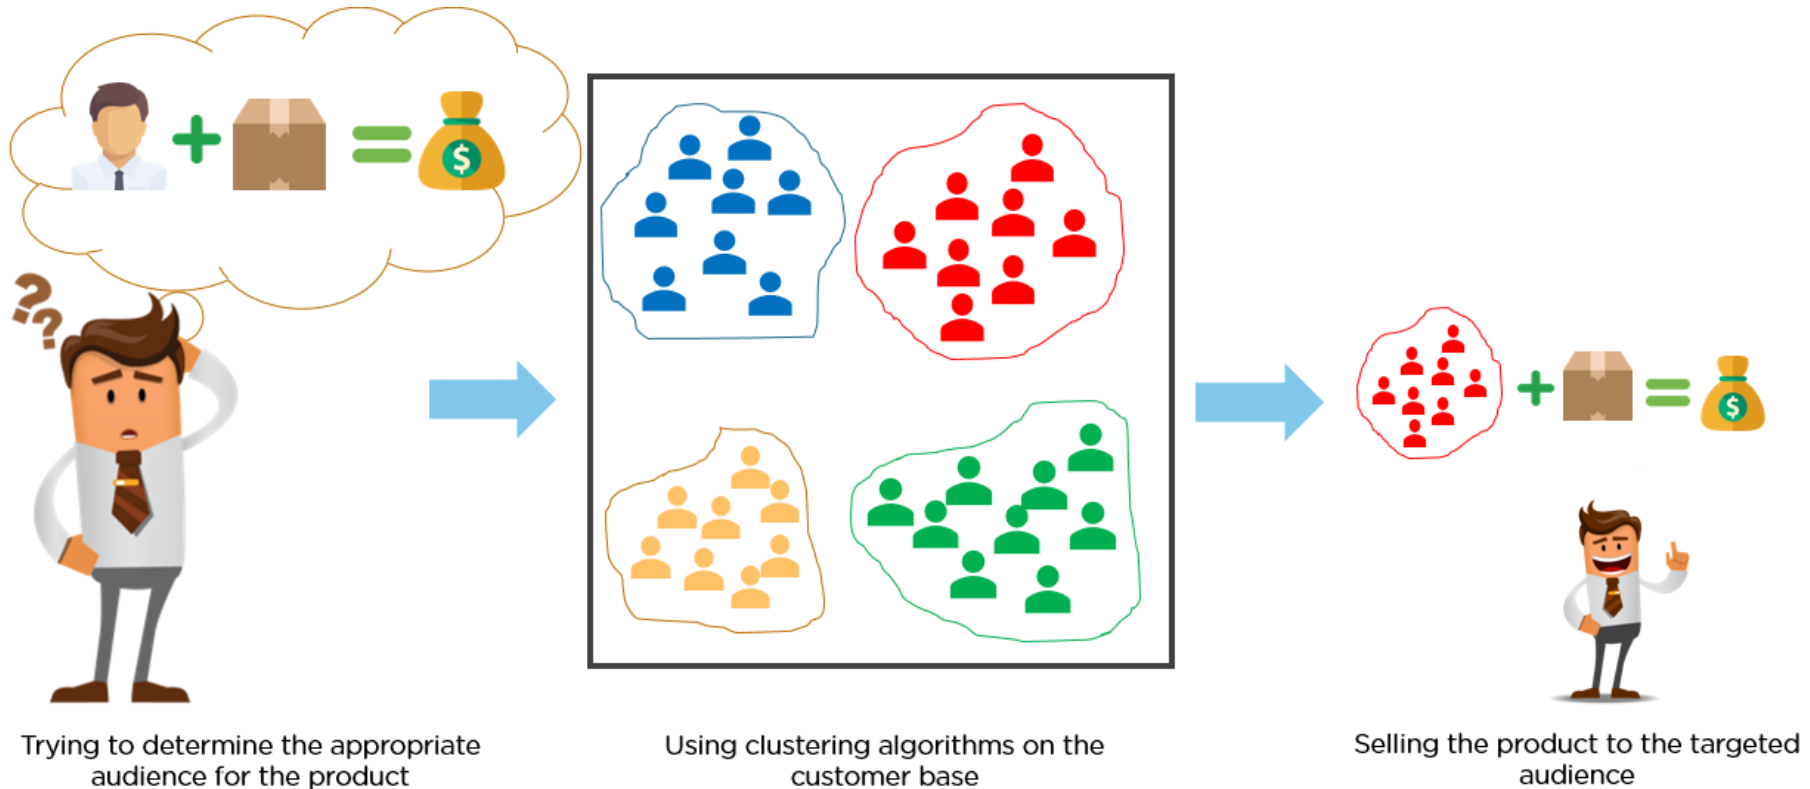 ??
$
$
Trying to determine the appropriate
audience for the product
Using clustering algorithms on the
customer base
Selling the product to the targeted
audience